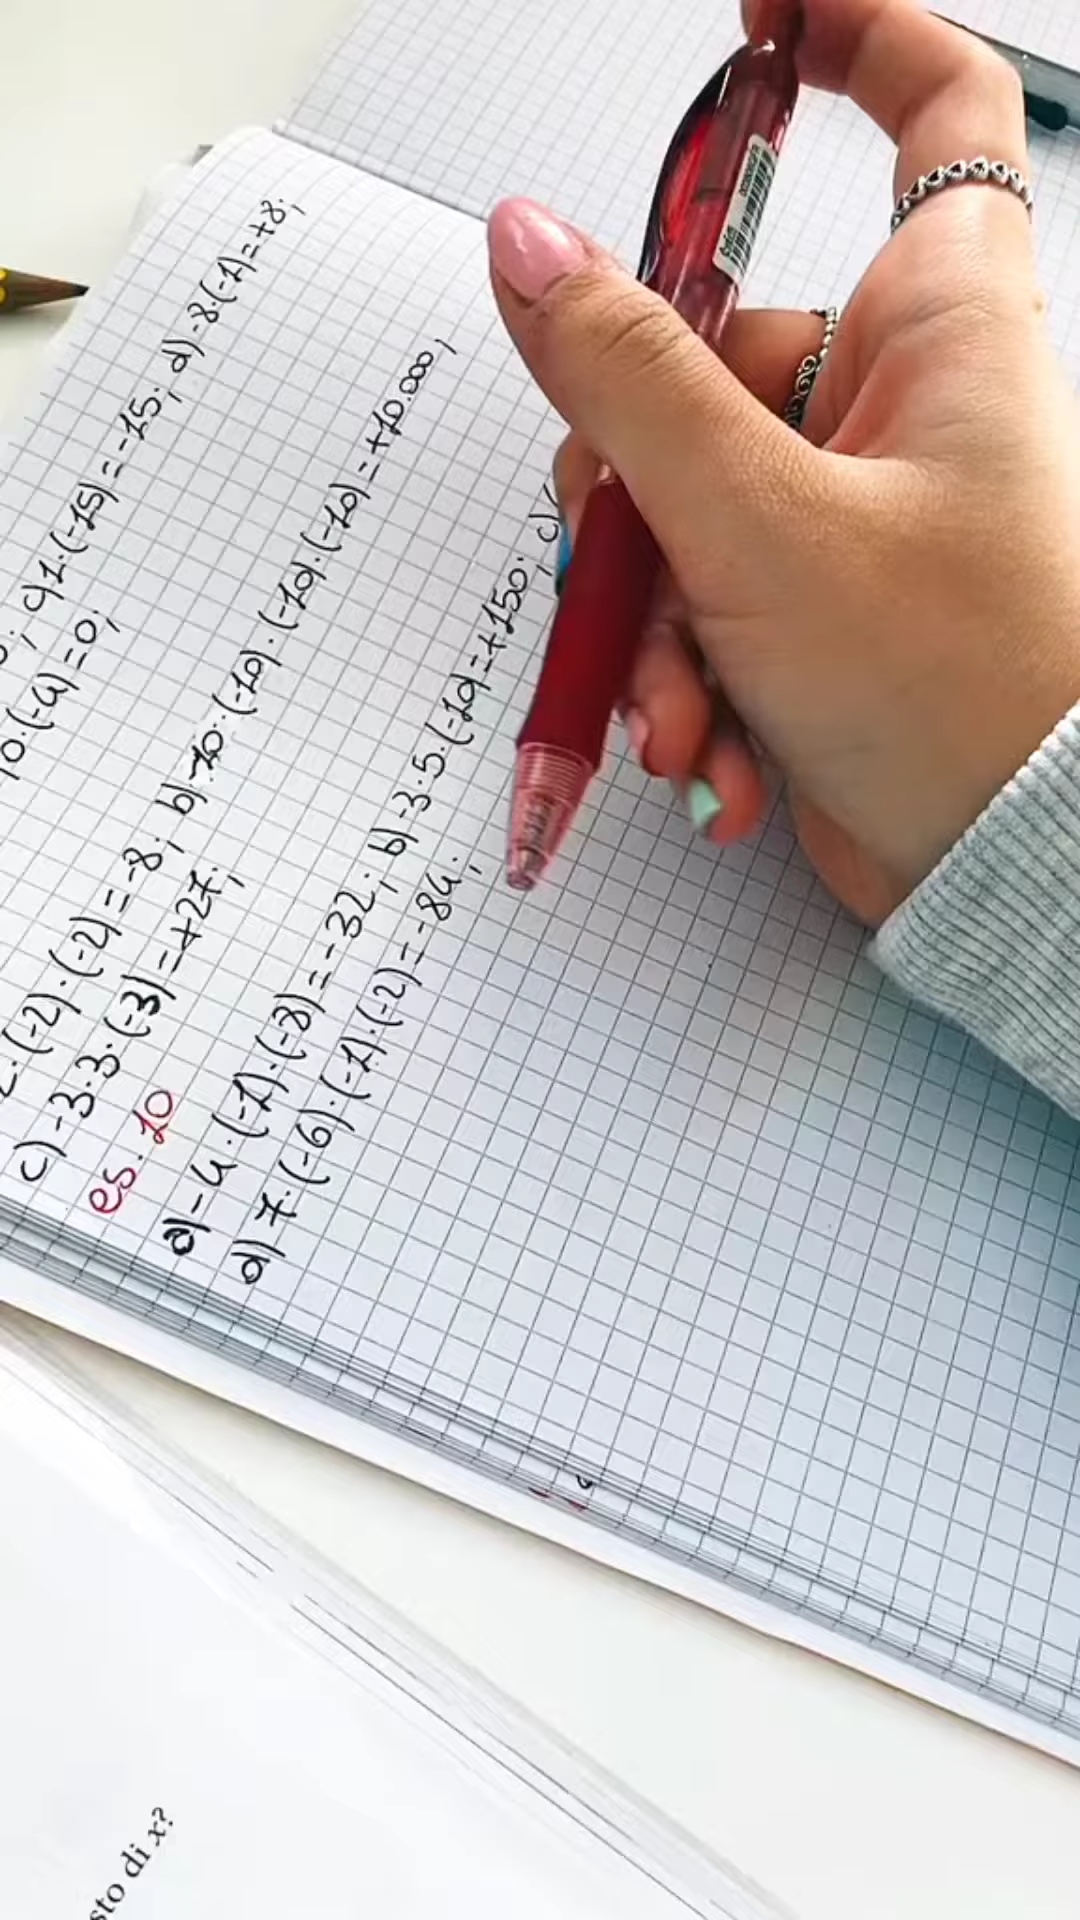 c) 1·(-15) = -15; d) -8·(-1) = +8;
10·(-4) = 0;
·(-2)·(-2) = -8; b) -10·(-10)·(-10)·(-10) = +10.000;
c) -3·3·(-3) = +27;
es. 10
a) -4·(-1)·(-8) = -32; b) -3·5·(-10) = +150; c)
d) 7·(-6)·(-1)·(-2) = -84;
sto di x?